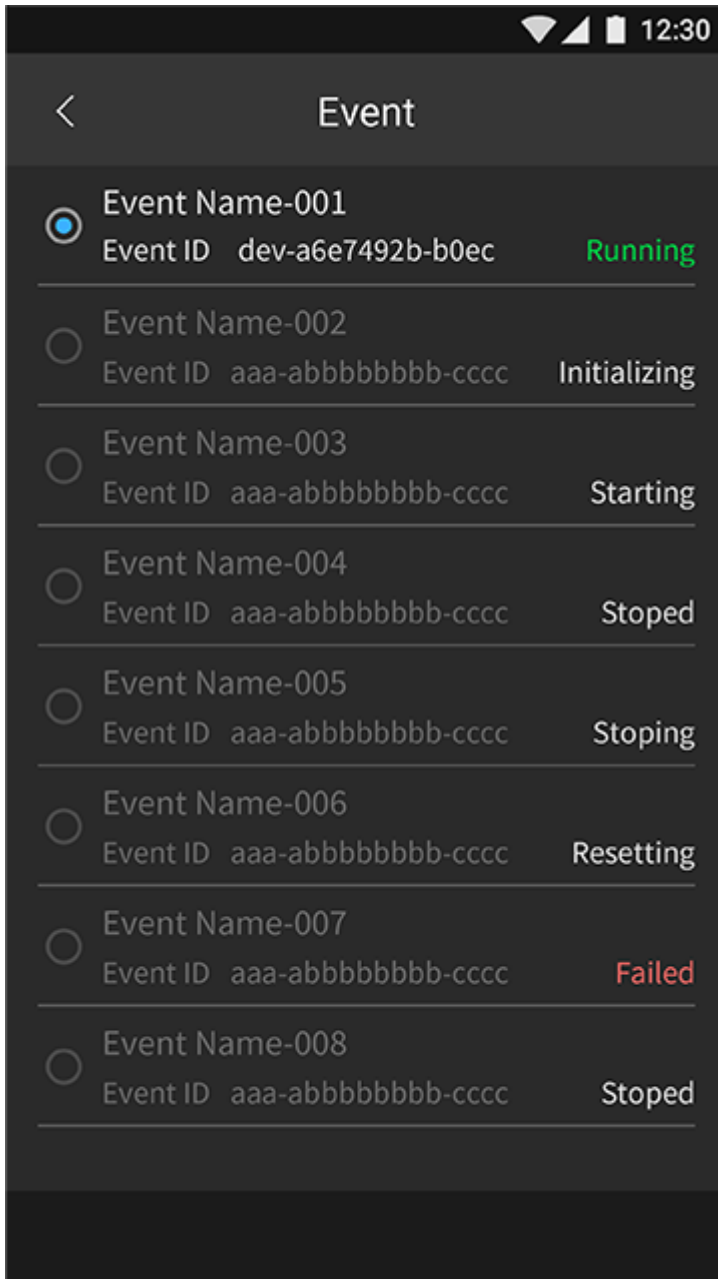 12:30
Event
Event Name-001
Event ID dev-a6e7492b-b0ec Running
Event Name-002
Event ID aaa-abbbbbbbb-cccc Initializing
Event Name-003
Event ID aaa-abbbbbbbb-cccc Starting
Event Name-004
Event ID aaa-abbbbbbbb-cccc Stoped
Event Name-005
Event ID aaa-abbbbbbbb-cccc Stoping
Event Name-006
Event ID aaa-abbbbbbbb-cccc Resetting
Event Name-007
Event ID aaa-abbbbbbbb-cccc Failed
Event Name-008
Event ID aaa-abbbbbbbb-cccc Stoped